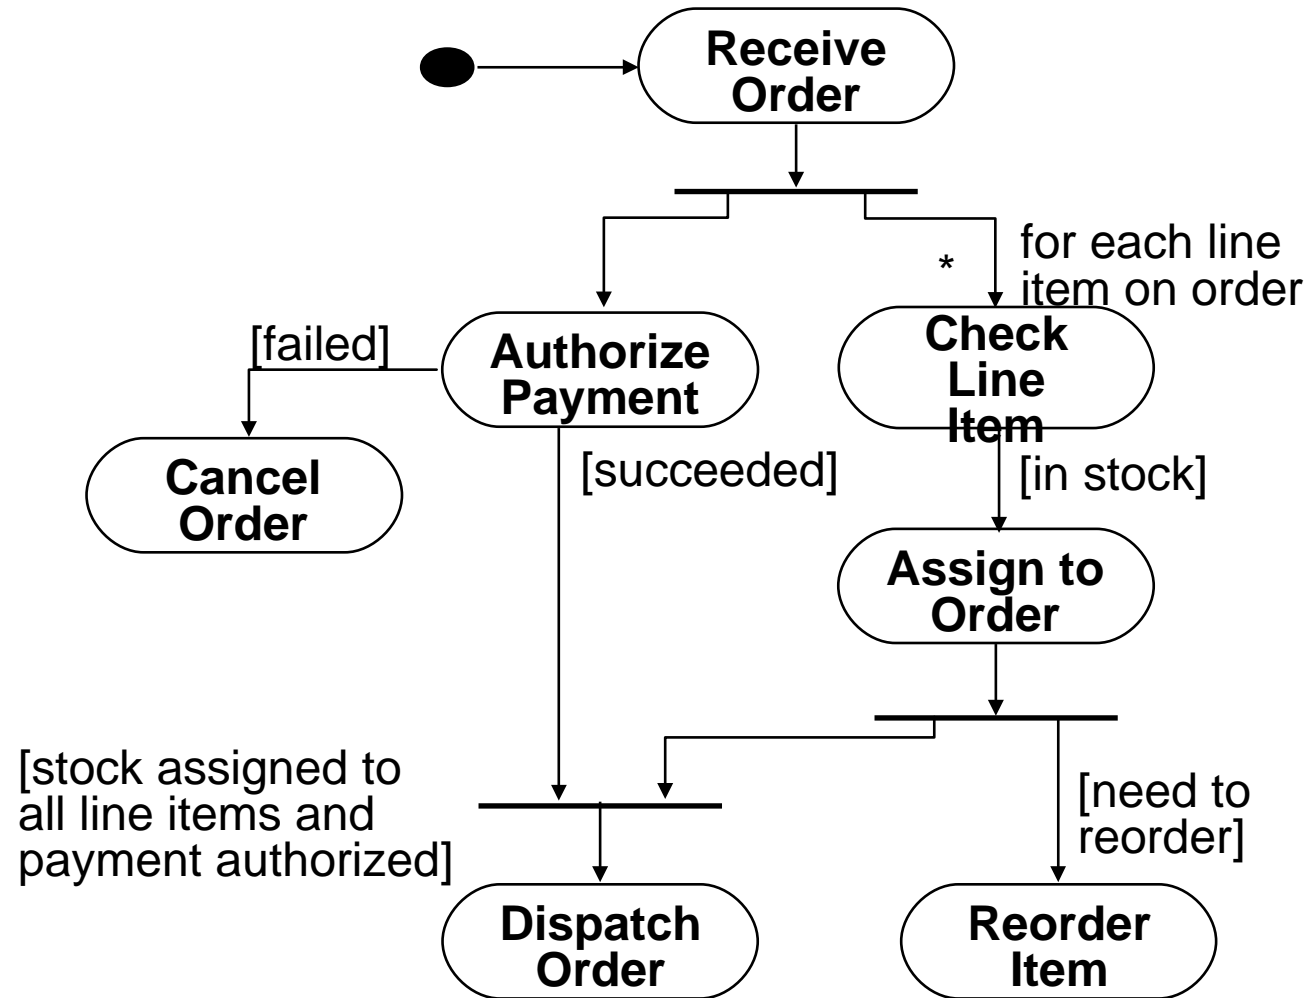 Receive
Order
for each line
item on order
*
[failed]
Authorize
Payment
Check
Line
Item
Cancel
Order
[succeeded]
[in stock]
Assign to
Order
[stock assigned to
all line items and
payment authorized]
[need to
reorder]
Dispatch
Order
Reorder
Item